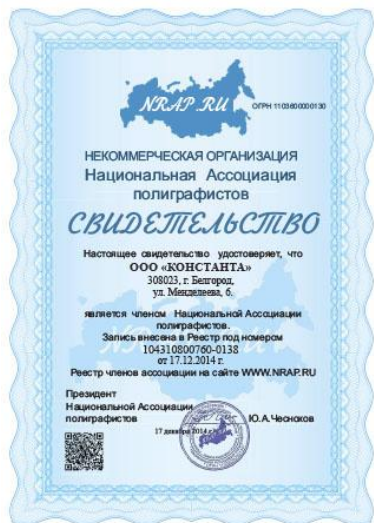 NRAP.RU
ОГРН 1103600000130
НЕКОММЕРЧЕСКАЯ ОРГАНИЗАЦИЯ
Национальная Ассоциация
полиграфистов
СВИДЕТЕЛЬСТВО
Настоящее свидетельство удостоверяет, что
ООО «КОНСТАНТА»
308023, г. Белгород,
ул. Менделеева, 6.
является членом Национальной Ассоциации
полиграфистов.
Запись внесена в Реестр под номером
104310800760-0138
от 17.12.2014 г.
Реестр членов ассоциации на сайте WWW.NRAP.RU
Президент
Национальной Ассоциации
полиграфистов
Ю.А.Чесноков
17 декабря 2014 г.